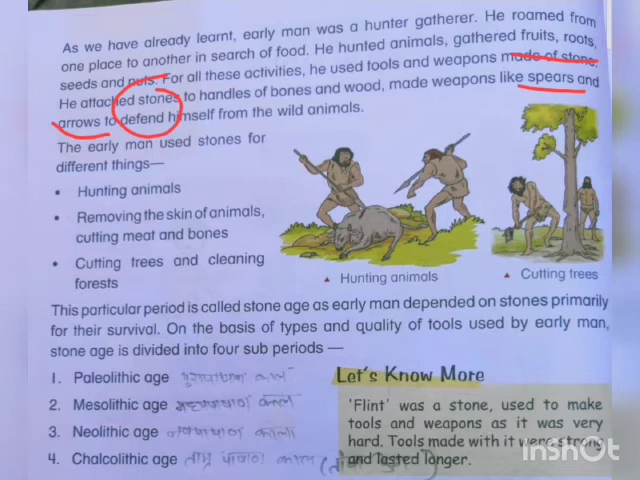 As we have already learnt, early man was a hunter gatherer. He roamed from
one place to another in search of food. He hunted animals, gathered fruits, roots,
seeds and nuts. For all these activities, he used tools and weapons made of stone.
He attached stones to handles of bones and wood, made weapons like spears and
arrows to defend himself from the wild animals.
The early man used stones for
different things—
• Hunting animals
• Removing the skin of animals,
cutting meat and bones
• Cutting trees and cleaning
forests
▲ Hunting animals
▲ Cutting trees
This particular period is called stone age as early man depended on stones primarily
for their survival. On the basis of types and quality of tools used by early man,
stone age is divided into four sub periods —
1. Paleolithic age काल
2. Mesolithic age काल
3. Neolithic age
4. Chalcolithic age ताम्र पाषाण काल
Let's Know More
'Flint' was a stone, used to make
tools and weapons as it was very
hard. Tools made with it were strong
and lasted longer.
inshot